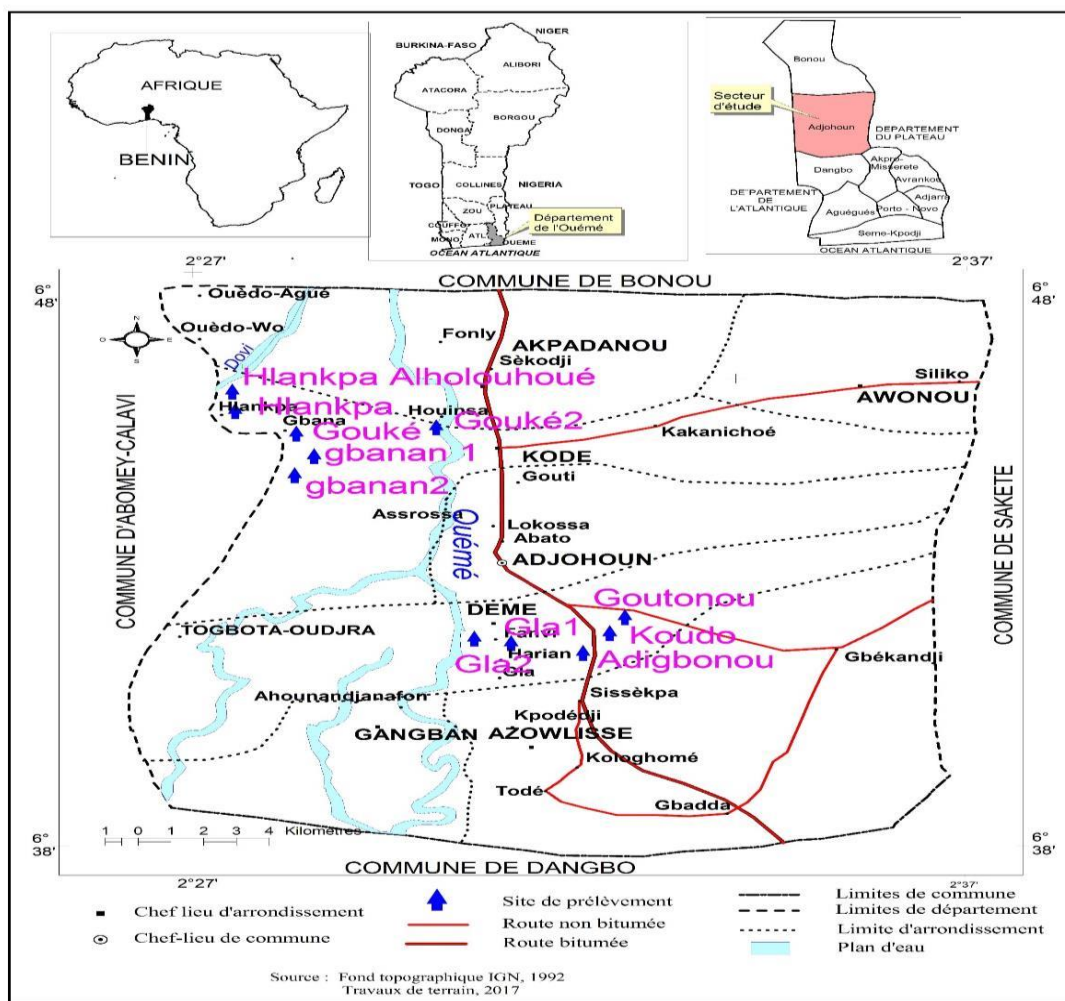 AFRIQUE
BENIN
BURKINA-FASO
NIGER
ALIBORI
ATACORA
BORGOU
DONGA
TOGO
COLLINES
NIGERIA
PLATEAU
ZOU
COUFFO
ATL
MONO
OUEME
OCEAN ATLANTIQUE
Département
de l'Ouémé
Bonou
Secteur
d'étude
Adjohoun
DEPARTEMENT
DU PLATEAU
Dangbo
Akpro-
Misserete
Avrankou
DEPARTEMENT
DE
L'ATLANTIQUE
Adjarra
Aguégués
Porto - Novo
Seme-Kpodji
OCEAN ATLANTIQUE
2°27'
2°37'
6°
48'
COMMUNE DE BONOU
6°
48'
Ouèdo-Agué
Ouèdo-Wo
Fonly
AKPADANOU
Dovi
Sèkodji
Hlankpa Alholouhoué
Siliko
AWONOU
Hlankpa
Hlankpa
Houinsa
Gouké2
Gbana
Gouké
Kakanichoé
gbanan 1
KODE
gbanan2
Gouti
COMMUNE D'ABOMEY-CALAVI
COMMUNE DE SAKETE
Assrossa
Ouémé
Lokossa
Abato
ADJOHOUN
Goutonou
DEME
Gla1
TOGBOTA-OUDJRA
Koudo
Harian
Adigbonou
Gbékandji
Gla2
Gla
Ahounandjanafon
Sissèkpa
Kpodédji
GANGBAN
AZOWLISSE
Kologhomé
Todé
Gbadda
1 0 1 2 3 4 Kilomètres
6°
38'
6°
38'
COMMUNE DE DANGBO
2°27'
2°37'
Chef lieu d'arrondissement
Chef-lieu de commune
Site de prélèvement
Route non bitumée
Route bitumée
Limites de commune
Limites de département
Limite d'arrondissement
Plan d'eau
Source : Fond topographique IGN, 1992
Travaux de terrain, 2017